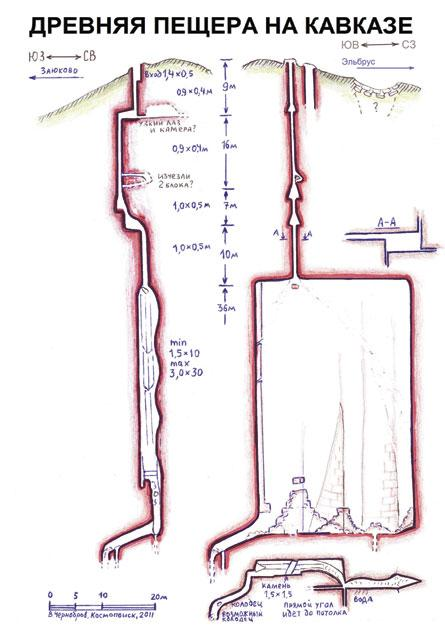 ДРЕВНЯЯ ПЕЩЕРА НА КАВКАЗЕ
ЮЗ СВ
ЮВ СЗ
Заюково
Эльбрус
Вход 1,4×0,5
0,9×0,4м
9м
?
Узкий лаз
и камера?
0,9×0,4м
16м
исчезли
2 блока?
1,0×0,5м
7м
А-А
А А
1,0×0,5м
10м
36м
min
1,5×10
max
3,0×30
камень
1,5×1,5
колодец
возможный
колодец
прямой угол
идет до потолка
вода
0 5 10 20м
В.Чернобров, Космопоиск, 2011